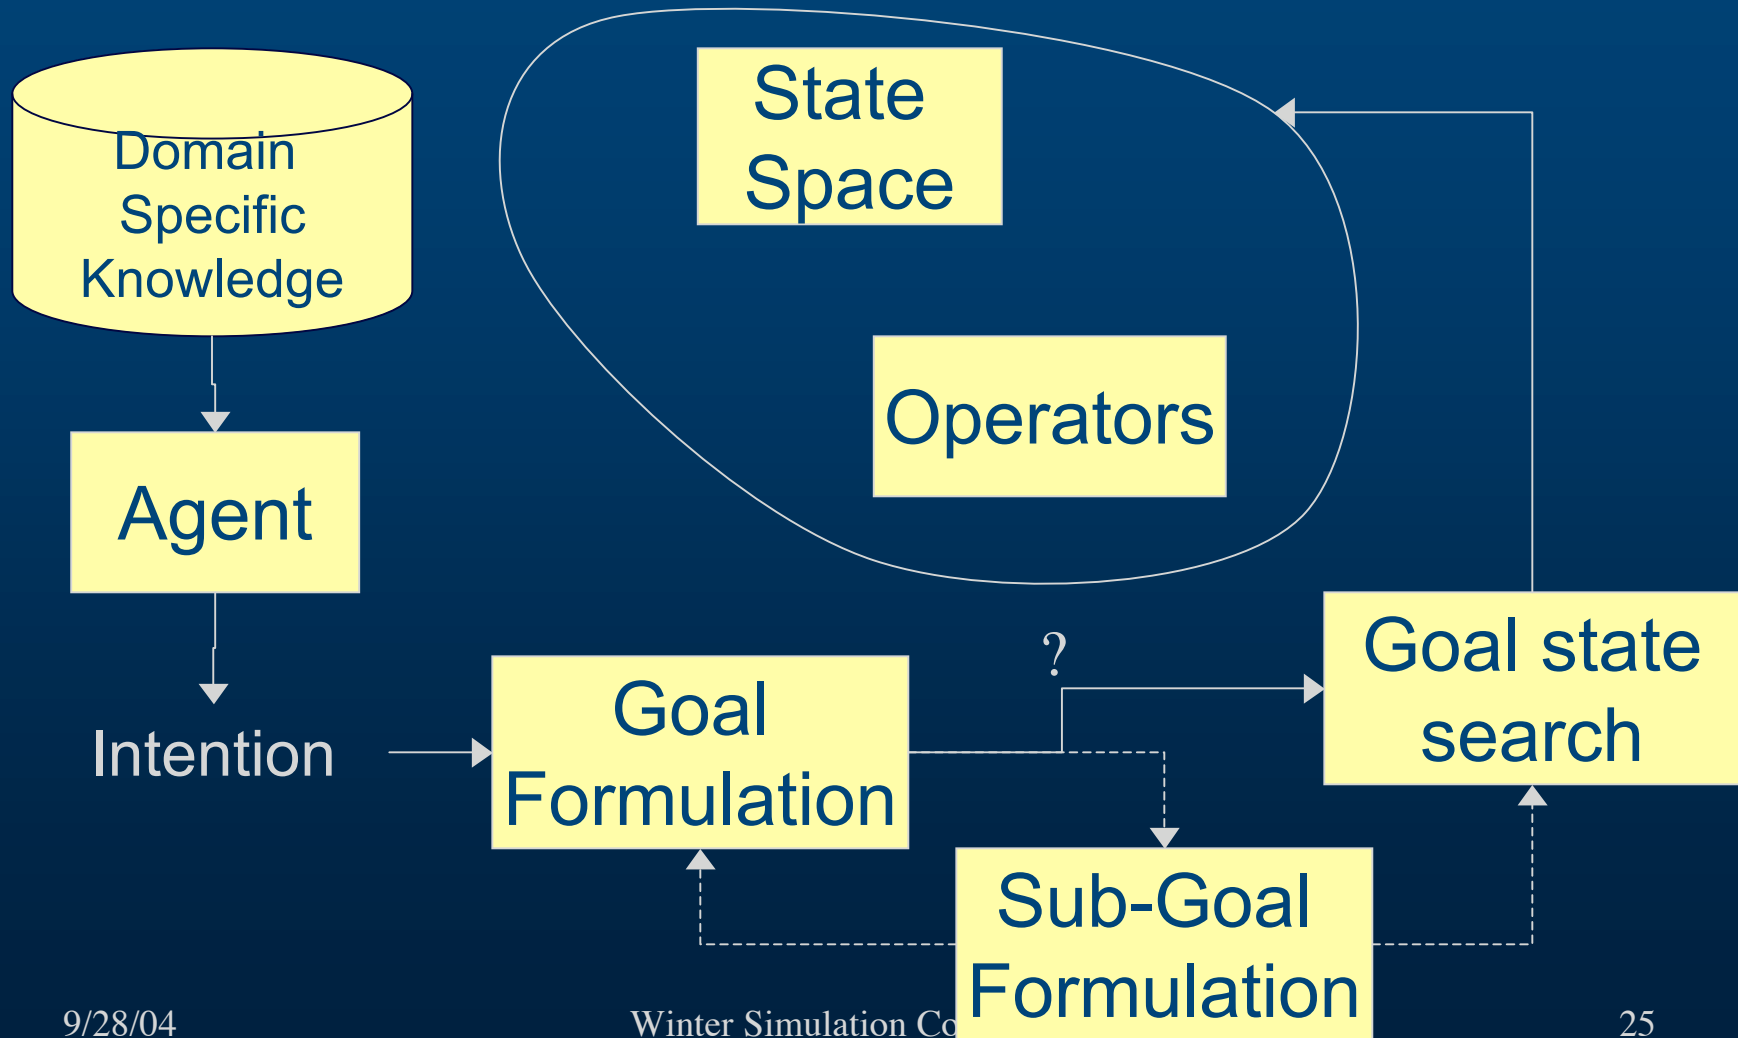 Domain
Specific
Knowledge
State
Space
Operators
Agent
Intention
Goal
Formulation
?
Goal state
search
Sub-Goal
Formulation
9/28/04
Winter Simulation
25